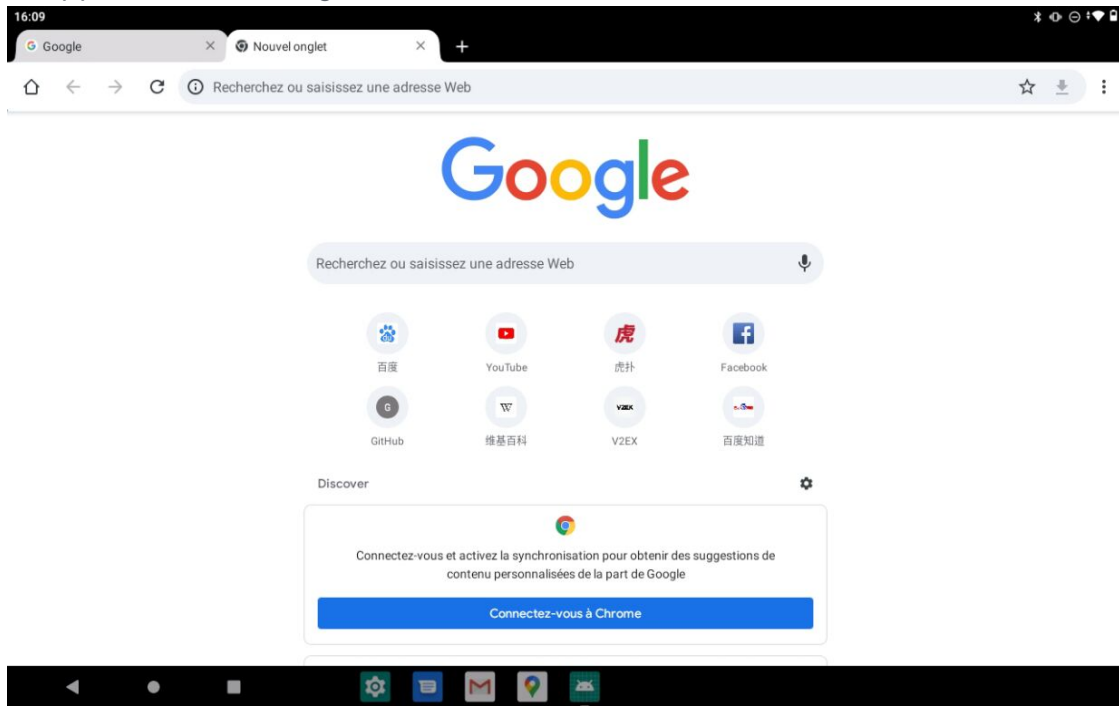 16:09
Google
Nouvel onglet
Recherchez ou saisissez une adresse Web
Google
Recherchez ou saisissez une adresse Web
百度
YouTube
虎
虎扑
Facebook
G
GitHub
W
维基百科
V2EX
V2EX
百度知道
Discover
Connectez-vous et activez la synchronisation pour obtenir des suggestions de
contenu personnalisées de la part de Google
Connectez-vous à Chrome